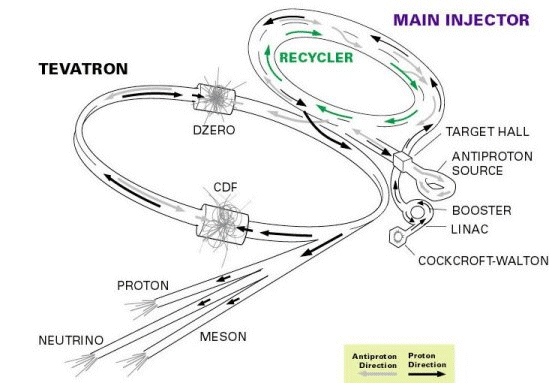 MAIN INJECTOR
RECYCLER
TEVATRON
DZERO
TARGET HALL
ANTIPROTON
SOURCE
CDF
BOOSTER
LINAC
COCKCROFT-WALTON
PROTON
NEUTRINO
MESON
Antiproton Proton
Direction Direction